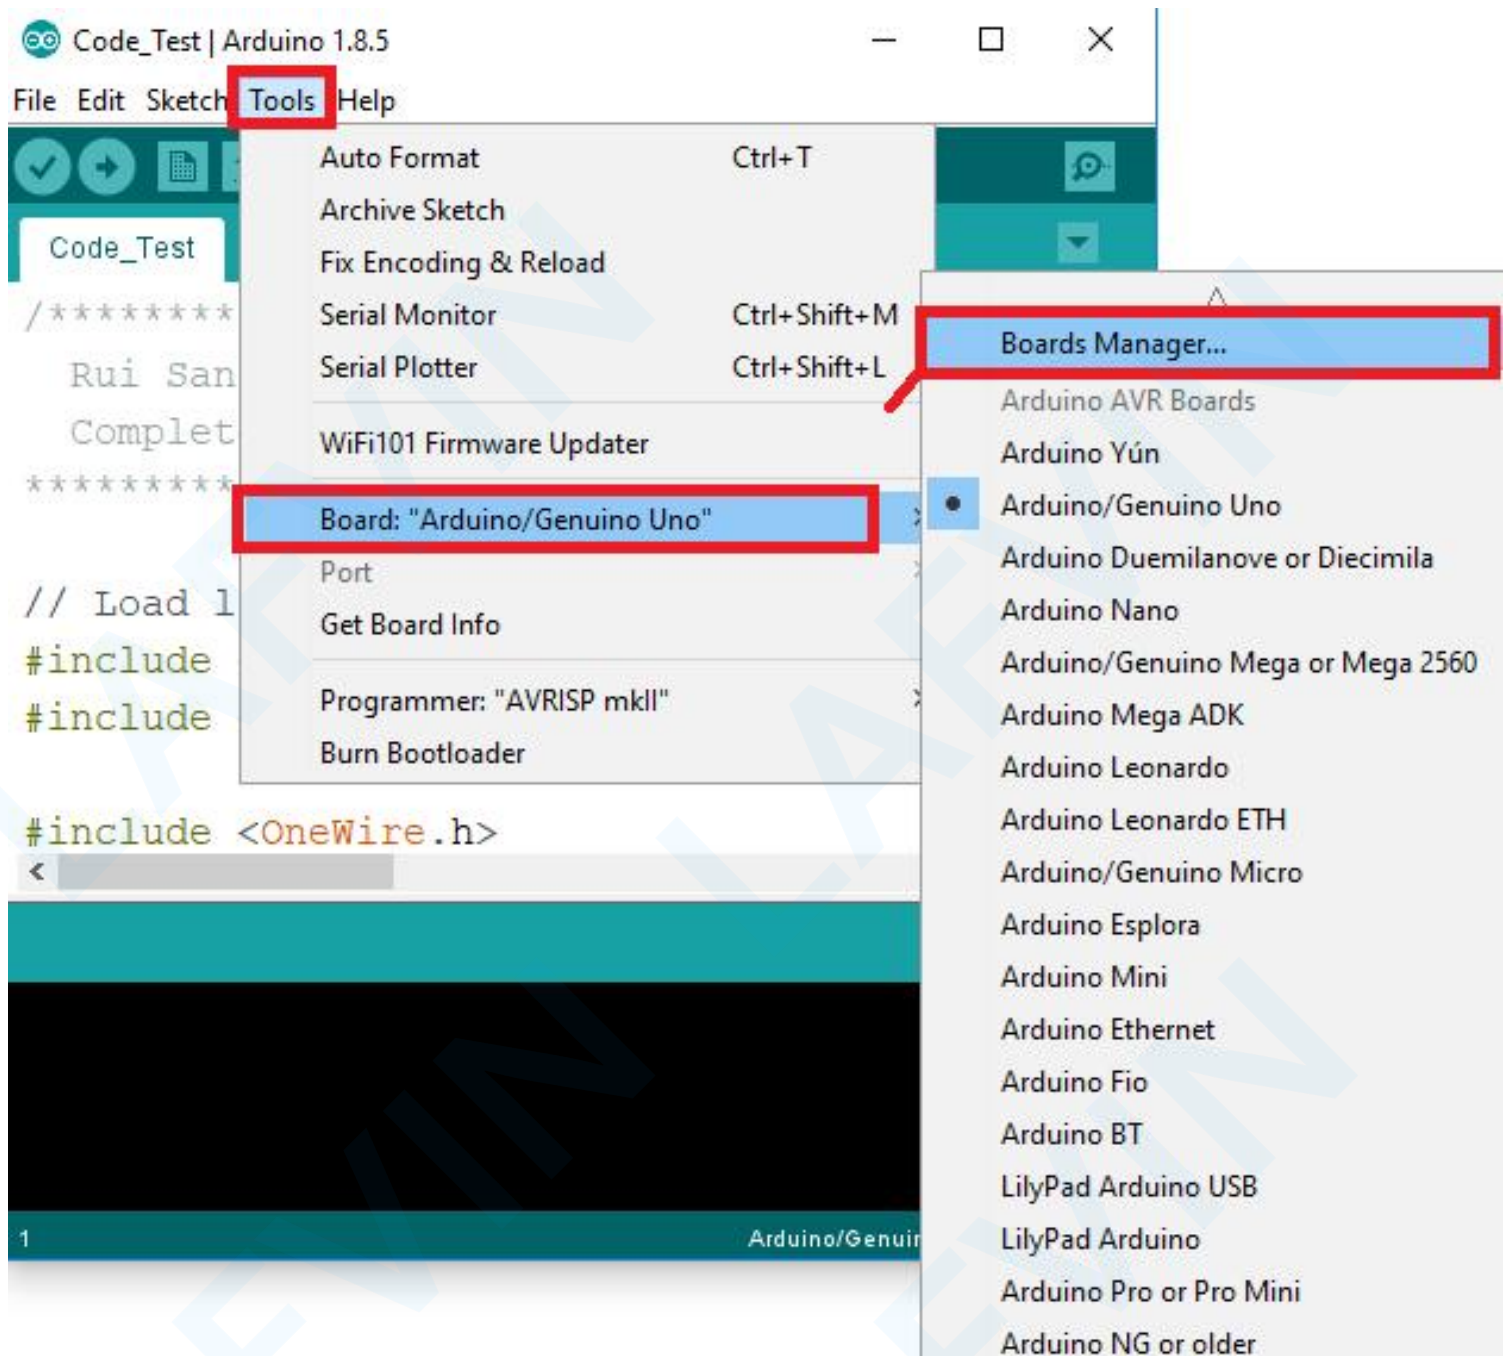 Code_Test | Arduino 1.8.5
File Edit Sketch Tools Help
Auto Format Ctrl+T
Archive Sketch
Code_Test
Fix Encoding & Reload
/*********
Serial Monitor Ctrl+Shift+M
Boards Manager...
Rui San
Serial Plotter Ctrl+Shift+L
Arduino AVR Boards
Complet
WiFi101 Firmware Updater
Arduino Yún
*********
Board: "Arduino/Genuino Uno"
Arduino/Genuino Uno
Port
Arduino Duemilanove or Diecimila
// Load l
Get Board Info
Arduino Nano
#include
Arduino/Genuino Mega or Mega 2560
Programmer: "AVRISP mkII"
#include
Arduino Mega ADK
Burn Bootloader
Arduino Leonardo
#include <OneWire.h>
Arduino Leonardo ETH
Arduino/Genuino Micro
Arduino Esplora
Arduino Mini
Arduino Ethernet
Arduino Fio
Arduino BT
LilyPad Arduino USB
1 Arduino/Genuin
LilyPad Arduino
Arduino Pro or Pro Mini
Arduino NG or older
LAFVIN
LAFVIN